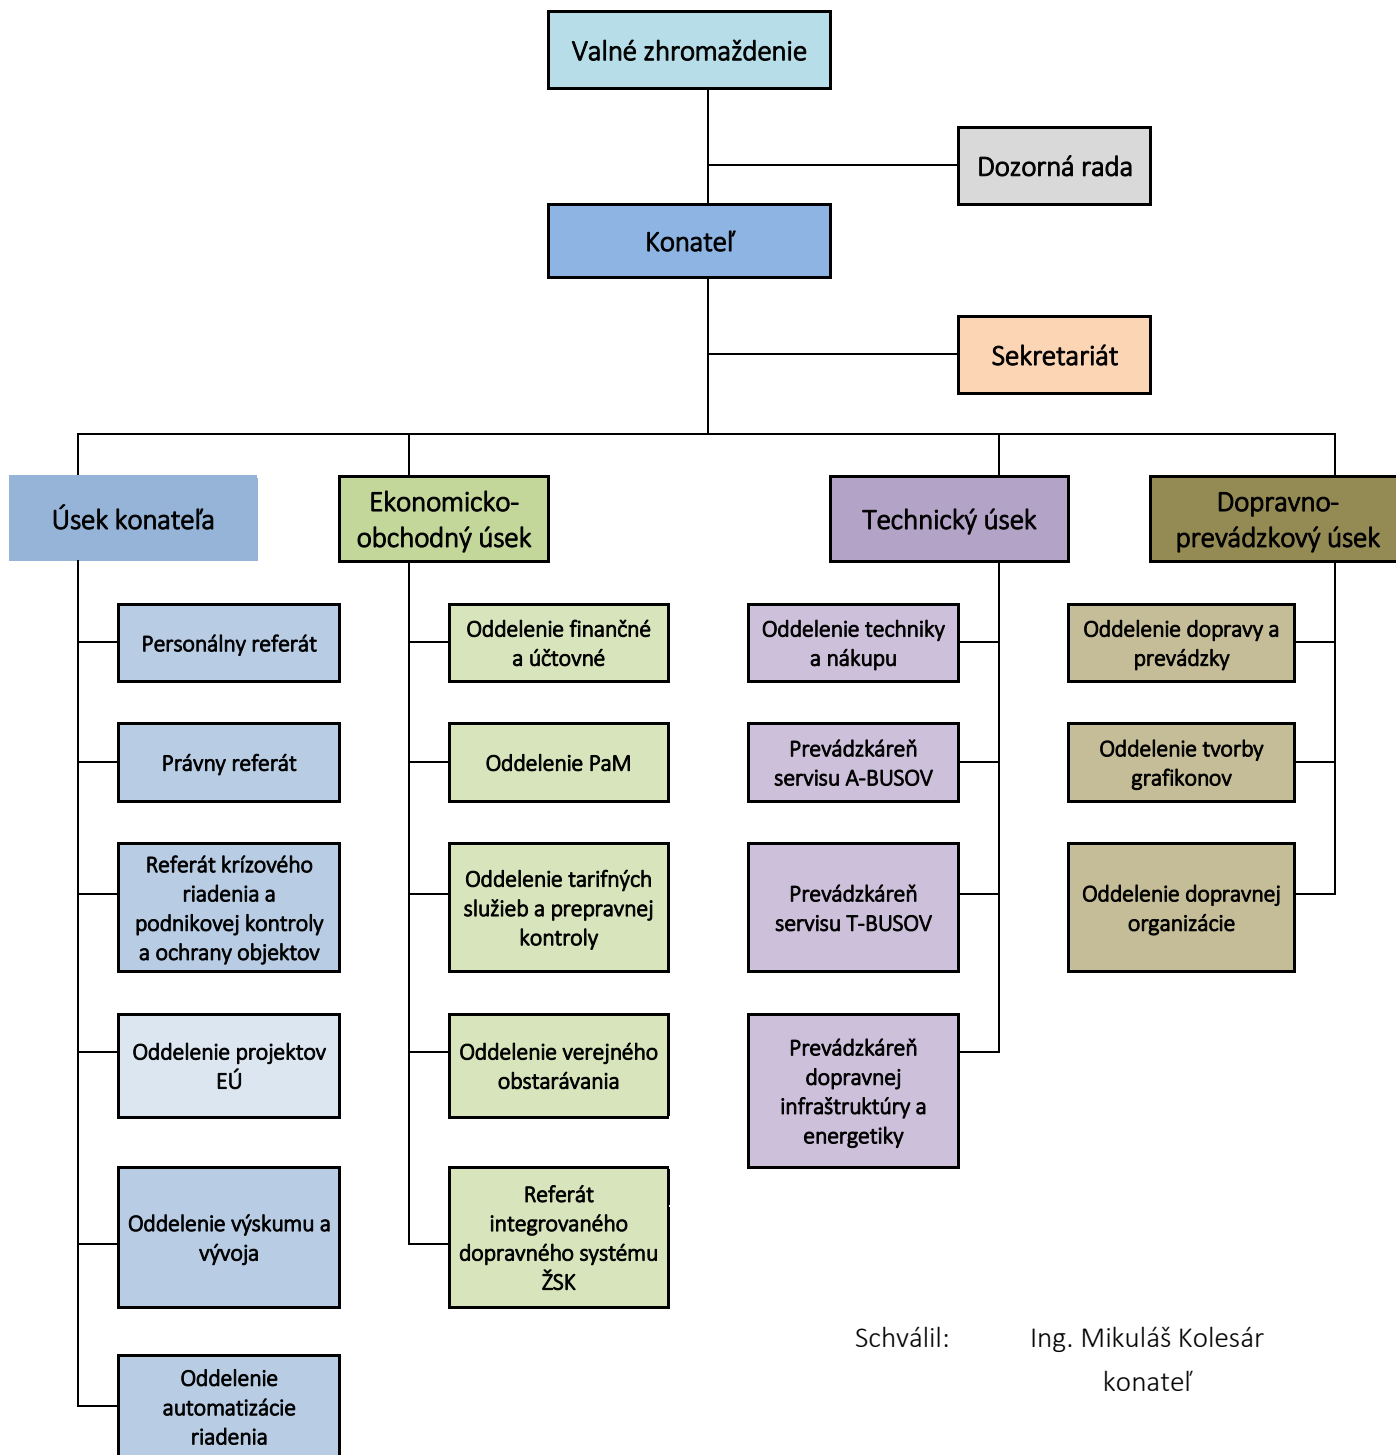 Valné zhromaždenie
Dozorná rada
Konateľ
Sekretariát
Úsek konateľa
Ekonomicko-
obchodný úsek
Technický úsek
Dopravno-
prevádzkový úsek
Personálny referát
Právny referát
Referát krízového
riadenia a
podnikovej kontroly
a ochrany objektov
Oddelenie projektov
EÚ
Oddelenie výskumu a
vývoja
Oddelenie
automatizácie
riadenia
Oddelenie finančné
a účtovné
Oddelenie PaM
Oddelenie tarifných
služieb a prepravnej
kontroly
Oddelenie verejného
obstarávania
Referát
integrovaného
dopravného systému
ŽSK
Oddelenie techniky
a nákupu
Prevádzkáreň
servisu A-BUSOV
Prevádzkáreň
servisu T-BUSOV
Prevádzkáreň
dopravnej
infraštruktúry a
energetiky
Oddelenie dopravy a
prevádzky
Oddelenie tvorby
grafikonov
Oddelenie dopravnej
organizácie
Schválil: Ing. Mikuláš Kolesár
konateľ